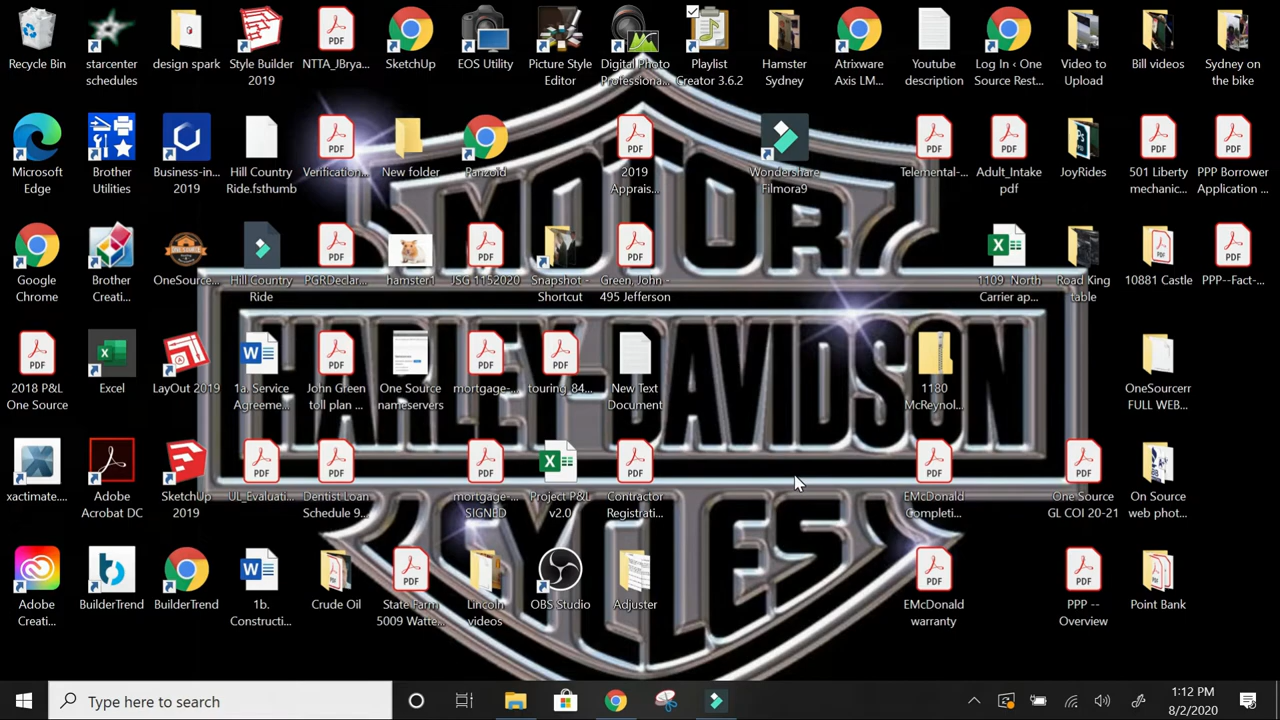 Recycle Bin
starcenter
schedules
design spark
Style Builder
2019
NTTA_JBrya...
SketchUp
EOS Utility
Picture Style
Editor
Digital Photo
Professiona...
Playlist
Creator 3.6.2
Hamster
Sydney
Atrixware
Axis LM...
Youtube
description
Log In ‹ One
Source Rest...
Video to
Upload
Bill videos
Sydney on
the bike
Microsoft
Edge
Brother
Utilities
Business-in...
2019
Hill Country
Ride.fsthumb
Verification...
New folder
Panzoid
2019
Apprais...
Wondershare
Filmora9
Telemental-...
Adult_Intake
pdf
JoyRides
501 Liberty
mechanic...
PPP Borrower
Application ...
MOTOR
Google
Chrome
Brother
Creati...
OneSource...
Hill Country
Ride
PGRDeclar...
hamster1
JSG 1152020
Snapshot -
Shortcut
Green, John -
495 Jefferson
1109 North
Carrier ap...
Road King
table
10881 Castle
PPP--Fact-...
HARLEY-DAVIDSON
2018 P&L
One Source
Excel
LayOut 2019
1a. Service
Agreeme...
John Green
toll plan ...
One Source
nameservers
mortgage-...
touring_84...
New Text
Document
1180
McReynol...
OneSourcerr
FULL WEB...
xactimate....
Adobe
Acrobat DC
SketchUp
2019
UL_Evaluati...
Dentist Loan
Schedule 9...
mortgage-...
SIGNED
Project P&L
v2.0
Contractor
Registrati...
EMcDonald
Completi...
One Source
GL COI 20-21
On Source
web phot...
CYCLES
Adobe
Creati...
BuilderTrend
BuilderTrend
1b.
Constructi...
Crude Oil
State Farm
5009 Watte...
Lincoln
videos
OBS Studio
Adjuster
EMcDonald
warranty
PPP --
Overview
Point Bank
Type here to search
1:12 PM
8/2/2020